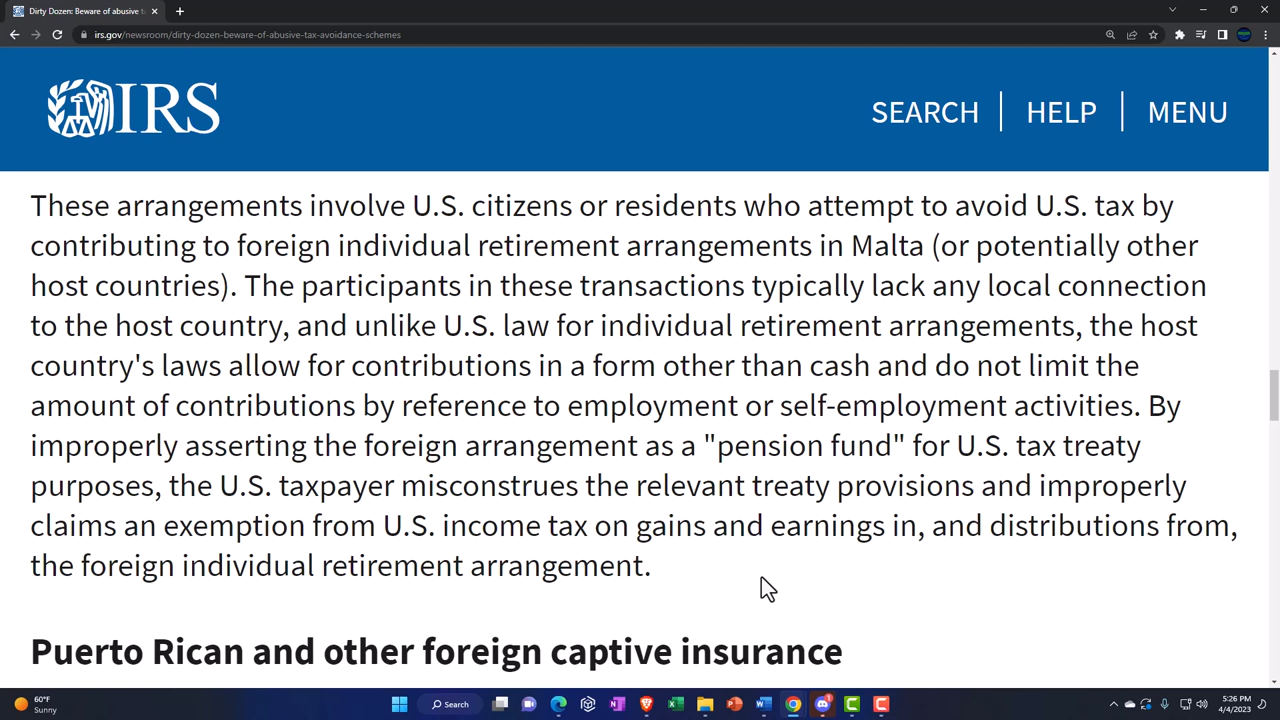 Dirty Dozen: Beware of abusive t
irs.gov/newsroom/dirty-dozen-beware-of-abusive-tax-avoidance-schemes
IRS
SEARCH
HELP
MENU
These arrangements involve U.S. citizens or residents who attempt to avoid U.S. tax by
contributing to foreign individual retirement arrangements in Malta (or potentially other
host countries). The participants in these transactions typically lack any local connection
to the host country, and unlike U.S. law for individual retirement arrangements, the host
country's laws allow for contributions in a form other than cash and do not limit the
amount of contributions by reference to employment or self-employment activities. By
improperly asserting the foreign arrangement as a "pension fund" for U.S. tax treaty
purposes, the U.S. taxpayer misconstrues the relevant treaty provisions and improperly
claims an exemption from U.S. income tax on gains and earnings in, and distributions from,
the foreign individual retirement arrangement.
Puerto Rican and other foreign captive insurance
60°F
Sunny
Search
5:26 PM
4/4/2023